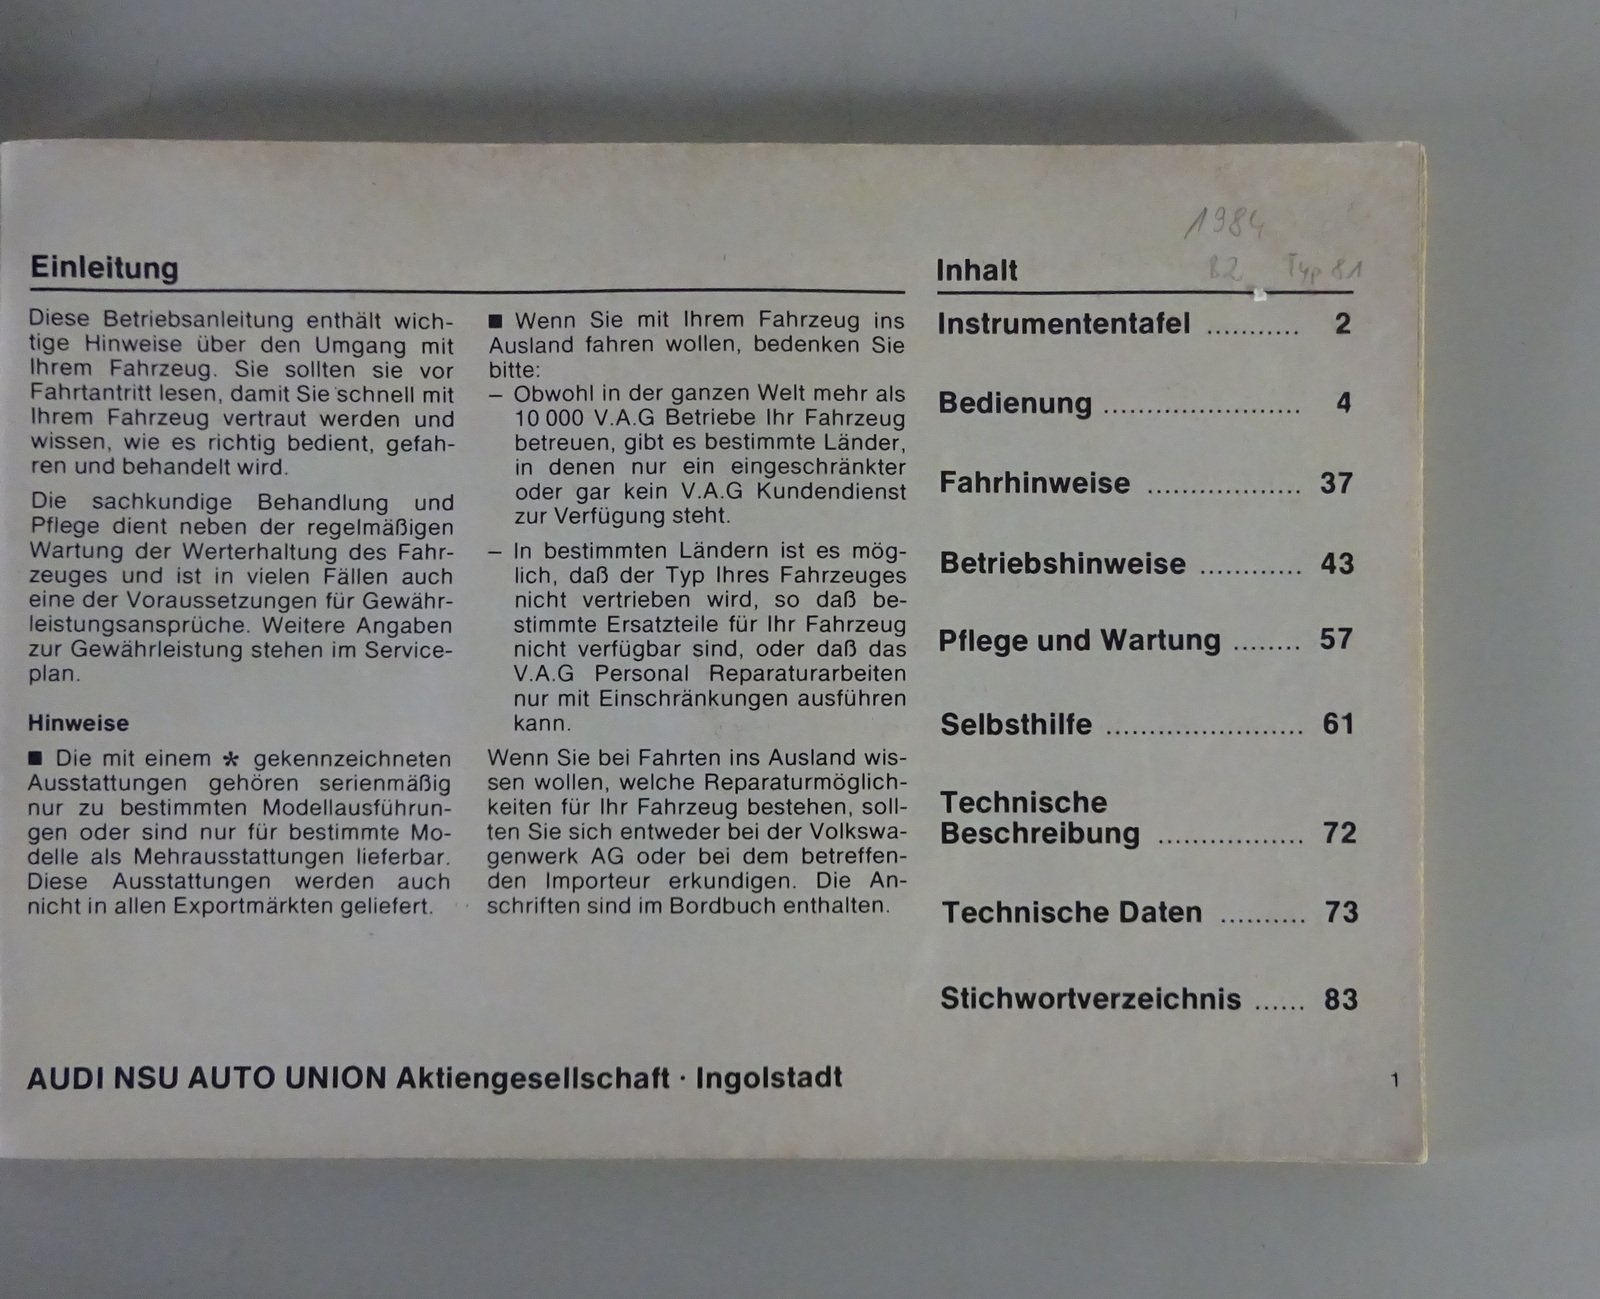 Einleitung
Diese Betriebsanleitung enthält wich-
tige Hinweise über den Umgang mit
Ihrem Fahrzeug. Sie sollten sie vor
Fahrtantritt lesen, damit Sie schnell mit
Ihrem Fahrzeug vertraut werden und
wissen, wie es richtig bedient, gefah-
ren und behandelt wird.
Die sachkundige Behandlung und
Pflege dient neben der regelmäßigen
Wartung der Werterhaltung des Fahr-
zeuges und ist in vielen Fällen auch
eine der Voraussetzungen für Gewähr-
leistungsansprüche. Weitere Angaben
zur Gewährleistung stehen im Service-
plan.
Hinweise
■ Die mit einem * gekennzeichneten
Ausstattungen gehören serienmäßig
nur zu bestimmten Modellausführun-
gen oder sind nur für bestimmte Mo-
delle als Mehrausstattungen lieferbar.
Diese Ausstattungen werden auch
nicht in allen Exportmärkten geliefert.
■ Wenn Sie mit Ihrem Fahrzeug ins
Ausland fahren wollen, bedenken Sie
bitte:
– Obwohl in der ganzen Welt mehr als
10 000 V.A.G Betriebe Ihr Fahrzeug
betreuen, gibt es bestimmte Länder,
in denen nur ein eingeschränkter
oder gar kein V.A.G Kundendienst
zur Verfügung steht.
– In bestimmten Ländern ist es mög-
lich, daß der Typ Ihres Fahrzeuges
nicht vertrieben wird, so daß be-
stimmte Ersatzteile für Ihr Fahrzeug
nicht verfügbar sind, oder daß das
V.A.G Personal Reparaturarbeiten
nur mit Einschränkungen ausführen
kann.
Wenn Sie bei Fahrten ins Ausland wis-
sen wollen, welche Reparaturmöglich-
keiten für Ihr Fahrzeug bestehen, soll-
ten Sie sich entweder bei der Volkswa-
genwerk AG oder bei dem betreffen-
den Importeur erkundigen. Die An-
schriften sind im Bordbuch enthalten.
1984
B2 Typ 81
Inhalt
Instrumententafel ........... 2
Bedienung ....................... 4
Fahrhinweise .................. 37
Betriebshinweise ............ 43
Pflege und Wartung ........ 57
Selbsthilfe ....................... 61
Technische
Beschreibung ................. 72
Technische Daten .......... 73
Stichwortverzeichnis ...... 83
AUDI NSU AUTO UNION Aktiengesellschaft · Ingolstadt
1